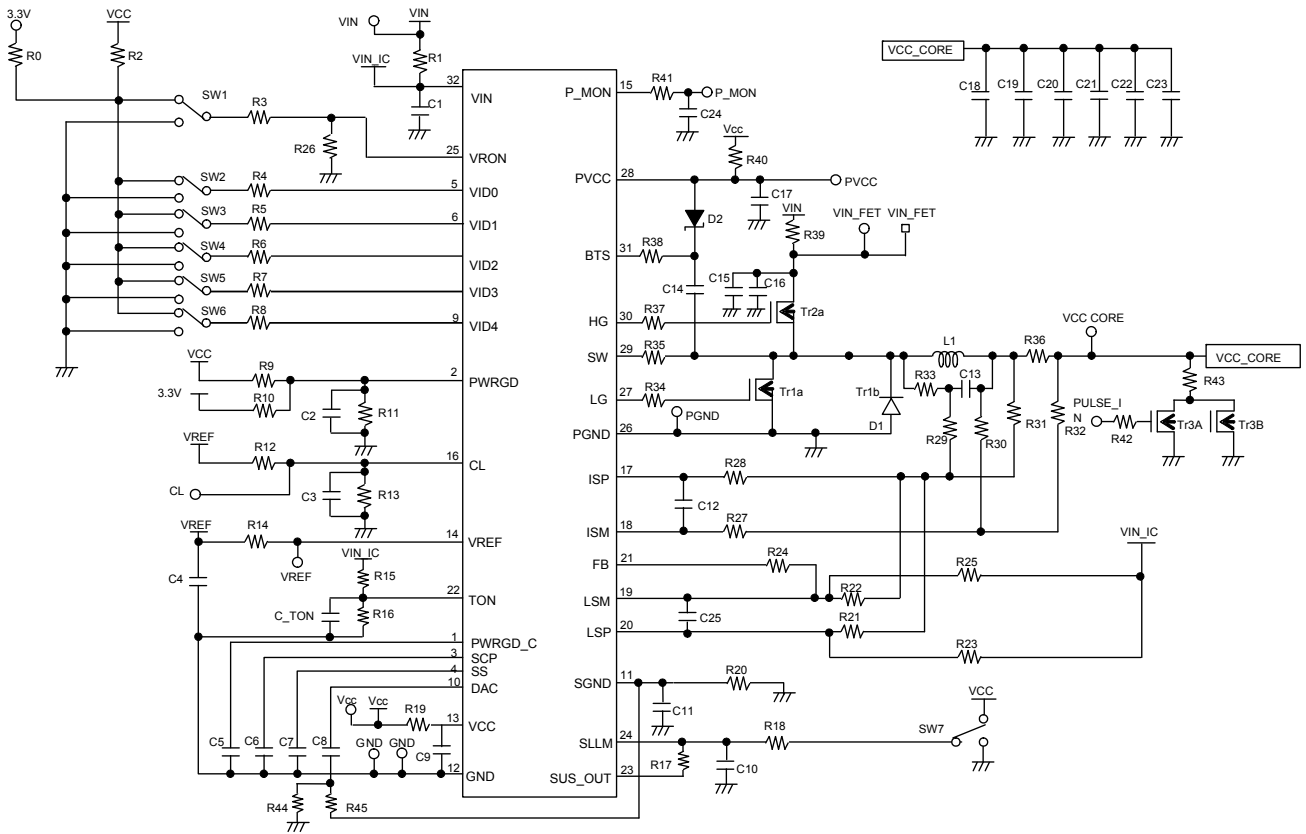 3.3V
R0
VCC
R2
VIN
VIN
R1
VIN_IC
C1
SW1
R3
R26
SW2
R4
SW3
R5
SW4
R6
SW5
R7
SW6
R8
VCC
R9
3.3V
R10
C2
R11
VREF
R12
CL
C3
R13
VREF
R14
VREF
C4
VIN_IC
R15
C_TON
R16
C5
C6
C7
C8
Vcc
Vcc
R19
GND
GND
C9
R44
R45
32
VIN
25
VRON
5
VID0
6
VID1
VID2
VID3
9
VID4
2
PWRGD
16
CL
14
VREF
22
TON
1
PWRGD_C
3
SCP
4
SS
10
DAC
13
VCC
12
GND
P_MON
15
PVCC
28
BTS
31
HG
30
SW
29
LG
27
PGND
26
ISP
17
ISM
18
FB
21
LSM
19
LSP
20
SGND
11
SLLM
24
SUS_OUT
23
R41
P_MON
C24
Vcc
R40
PVCC
C17
D2
VIN
R39
VIN_FET
VIN_FET
R38
C14
C15
C16
R37
Tr2a
R35
R34
PGND
Tr1a
Tr1b
D1
L1
R33
C13
R29
R30
R31
R32
R36
VCC CORE
VCC_CORE
R43
PULSE_I
N
R42
Tr3A
Tr3B
R28
C12
R27
R24
R22
R25
VIN_IC
C25
R21
R23
R20
C11
R18
R17
C10
VCC
SW7
VCC_CORE
C18
C19
C20
C21
C22
C23